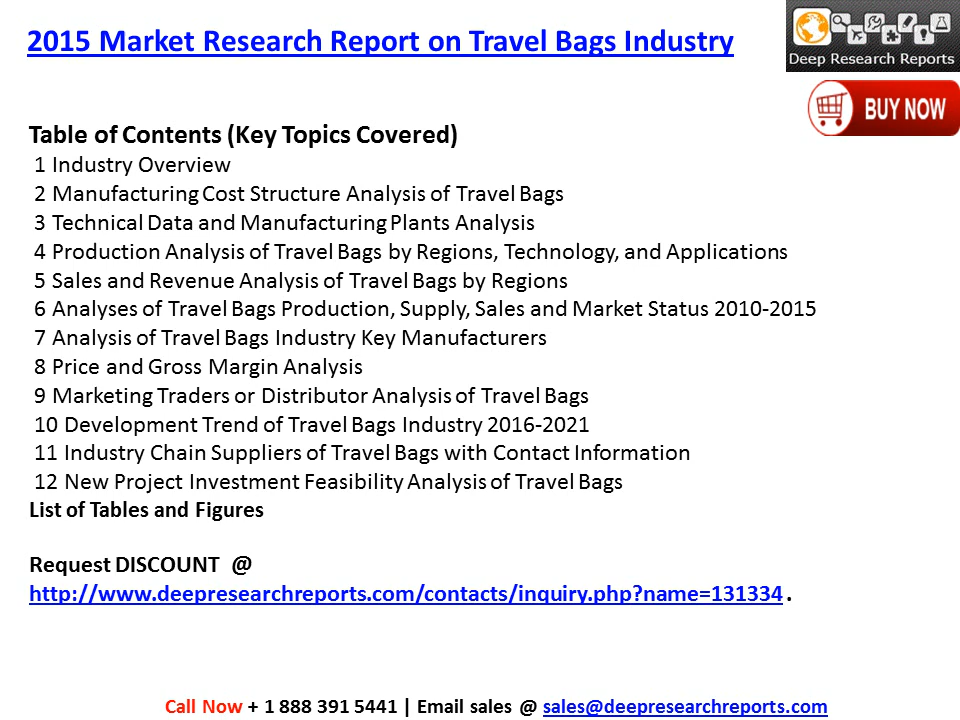 2015 Market Research Report on Travel Bags Industry
Deep Research Reports
BUY NOW
Table of Contents (Key Topics Covered)
1 Industry Overview
2 Manufacturing Cost Structure Analysis of Travel Bags
3 Technical Data and Manufacturing Plants Analysis
4 Production Analysis of Travel Bags by Regions, Technology, and Applications
5 Sales and Revenue Analysis of Travel Bags by Regions
6 Analyses of Travel Bags Production, Supply, Sales and Market Status 2010-2015
7 Analysis of Travel Bags Industry Key Manufacturers
8 Price and Gross Margin Analysis
9 Marketing Traders or Distributor Analysis of Travel Bags
10 Development Trend of Travel Bags Industry 2016-2021
11 Industry Chain Suppliers of Travel Bags with Contact Information
12 New Project Investment Feasibility Analysis of Travel Bags
List of Tables and Figures
Request DISCOUNT @
http://www.deepresearchreports.com/contacts/inquiry.php?name=131334 .
Call Now + 1 888 391 5441 | Email sales @ sales@deepresearchreports.com